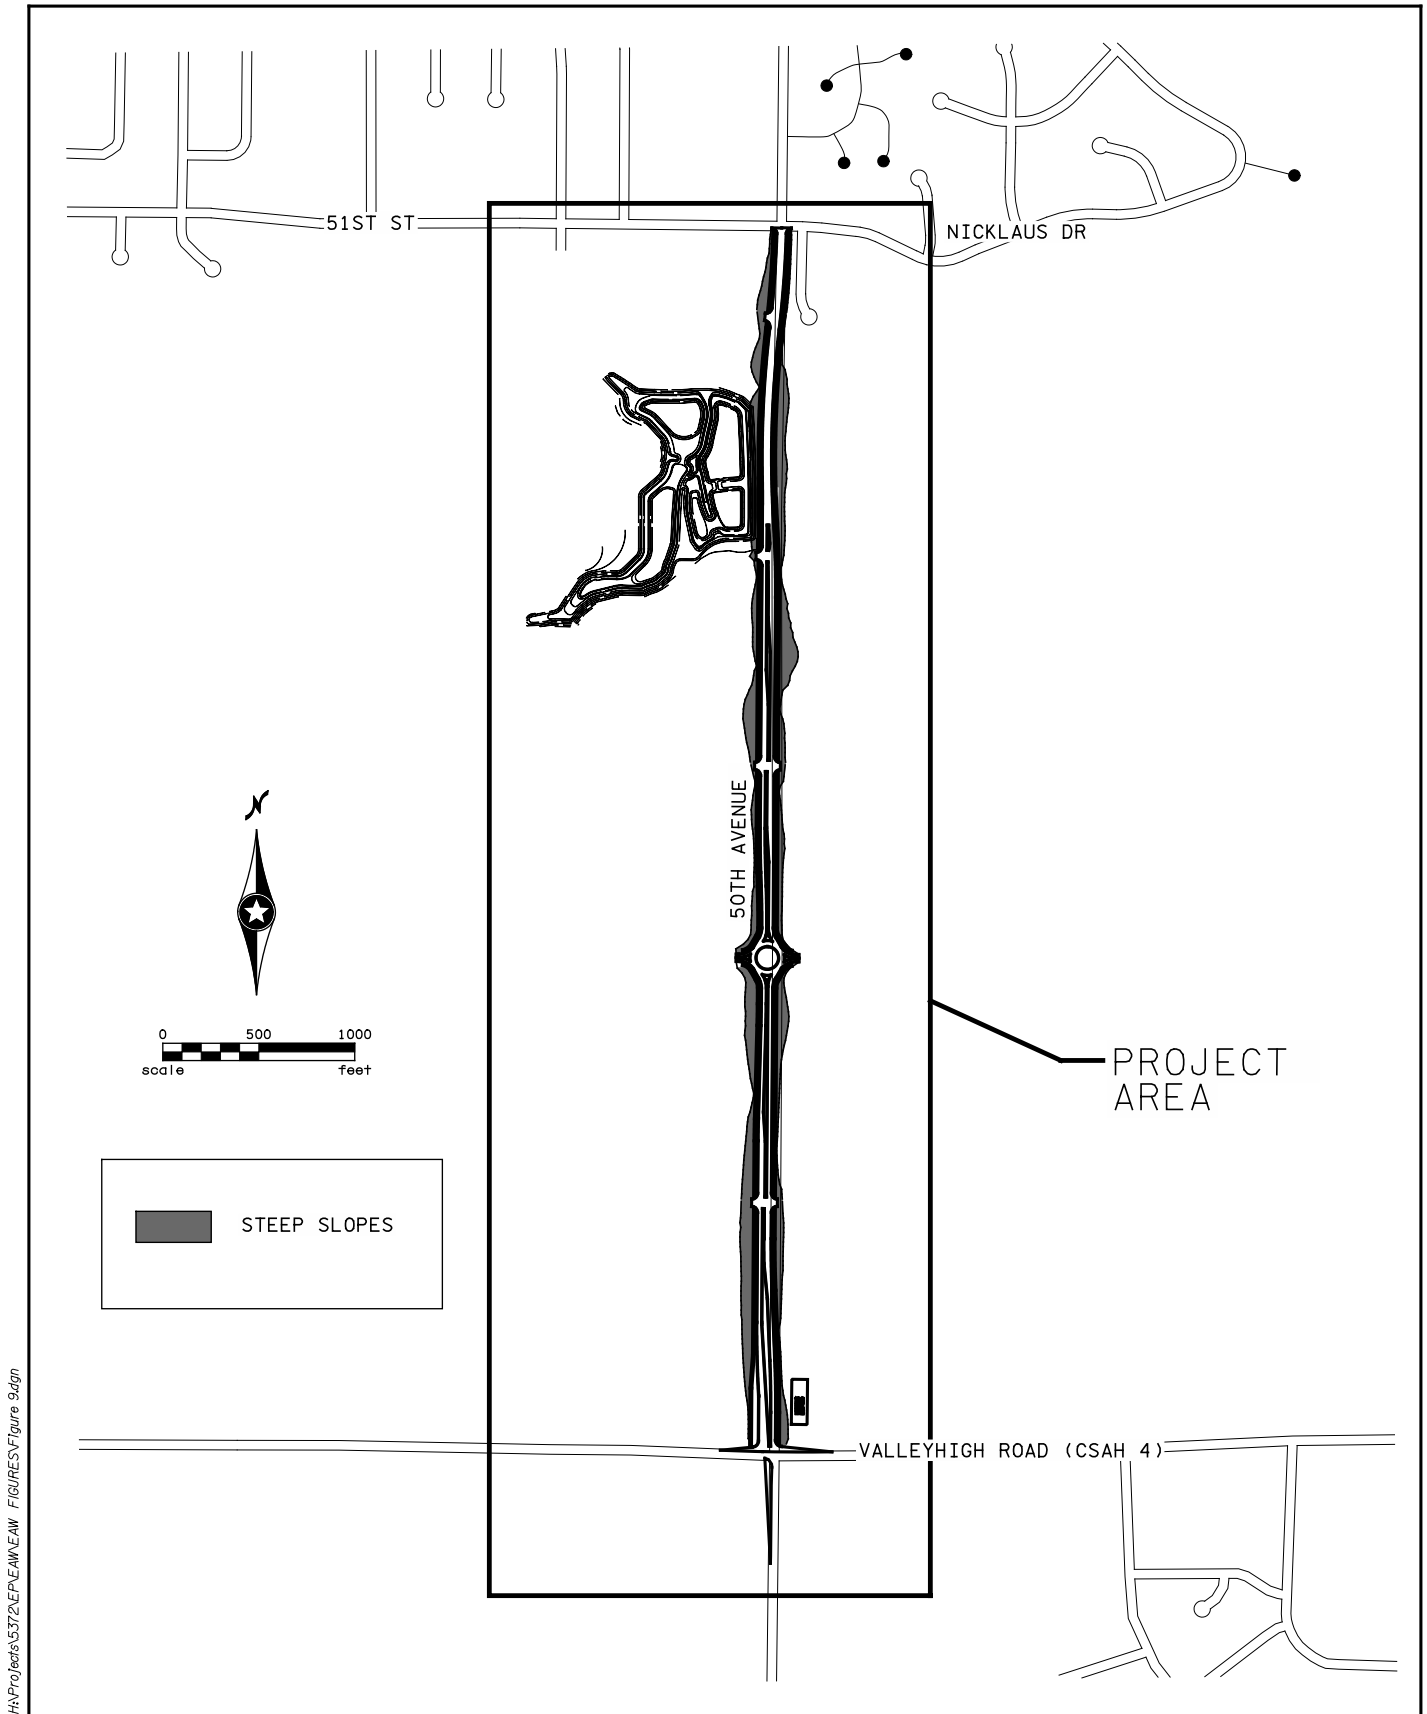 51ST ST
NICKLAUS DR
50TH AVENUE
N
0 500 1000
scale feet
PROJECT
AREA
STEEP SLOPES
VALLEYHIGH ROAD (CSAH 4)
H:\Projects\5372\EP\EAW\EAW FIGURES\Figure 9.dgn